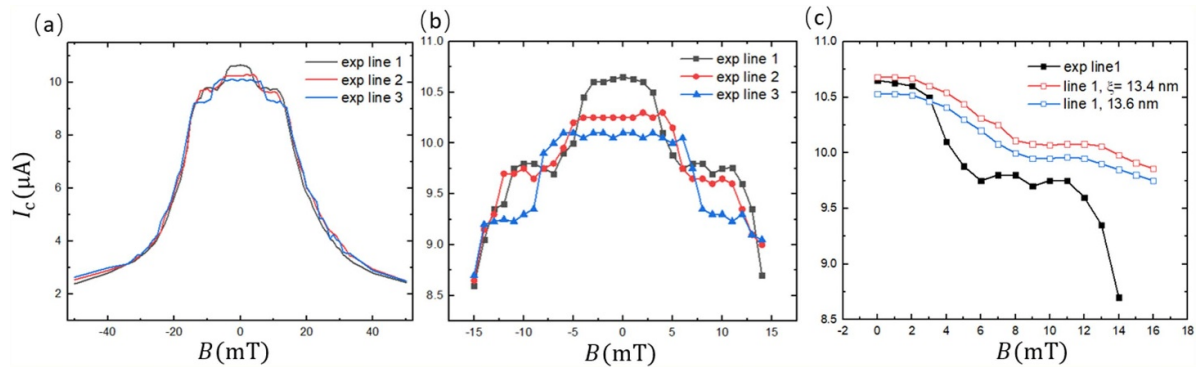 (a)
exp line 1
exp line 2
exp line 3
10
8
6
4
2
-40
-20
0
20
40
I_c(μA)
B(mT)
(b)
exp line 1
exp line 2
exp line 3
11.0
10.5
10.0
9.5
9.0
8.5
-15
-10
-5
0
5
10
15
B(mT)
(c)
exp line1
line 1, ξ= 13.4 nm
line 1, 13.6 nm
11.0
10.5
10.0
9.5
9.0
8.5
-2
0
2
4
6
8
10
12
14
16
18
B(mT)